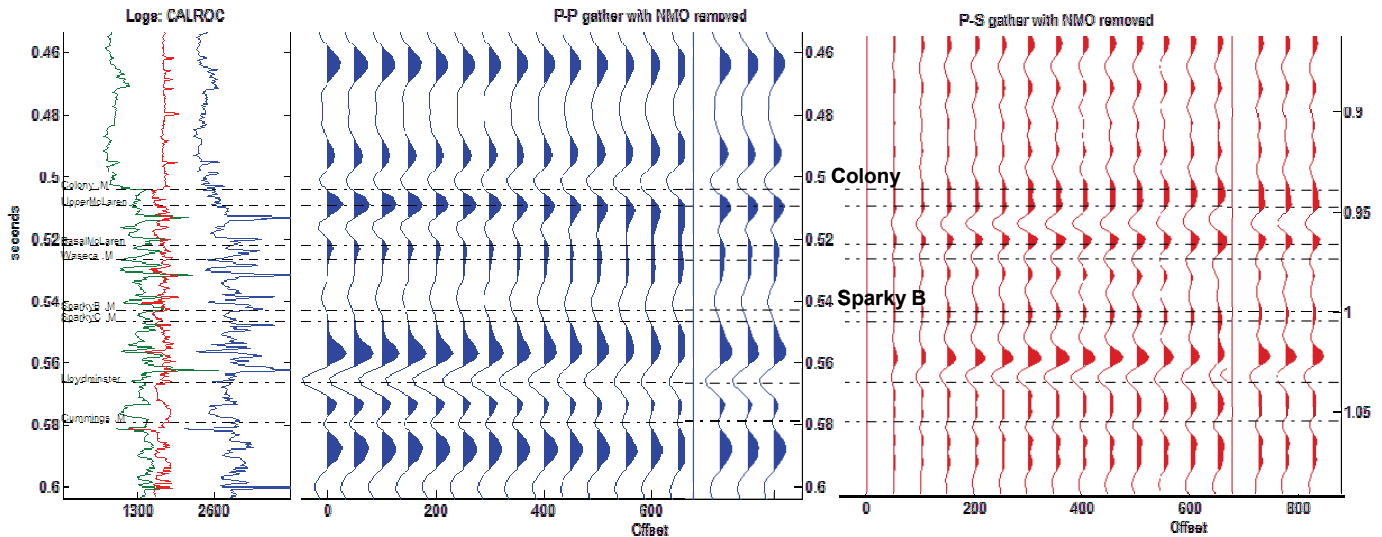 Logs: CALROC
P-P gather with NMO removed
P-S gather with NMO removed
0.46
0.48
0.5
0.52
0.54
0.56
0.58
0.6
seconds
Colony_M
UpperMcLaren
BasalMcLaren
Waseca_M
SparkyB_M
SparkyC_M
Lloydminster
Cummings_M
1300
2600
0
200
400
600
Offset
0.46
0.48
0.5
0.52
0.54
0.56
0.58
0.6
Colony
Sparky B
0.9
0.95
1
1.05
0
200
400
600
800
Offset